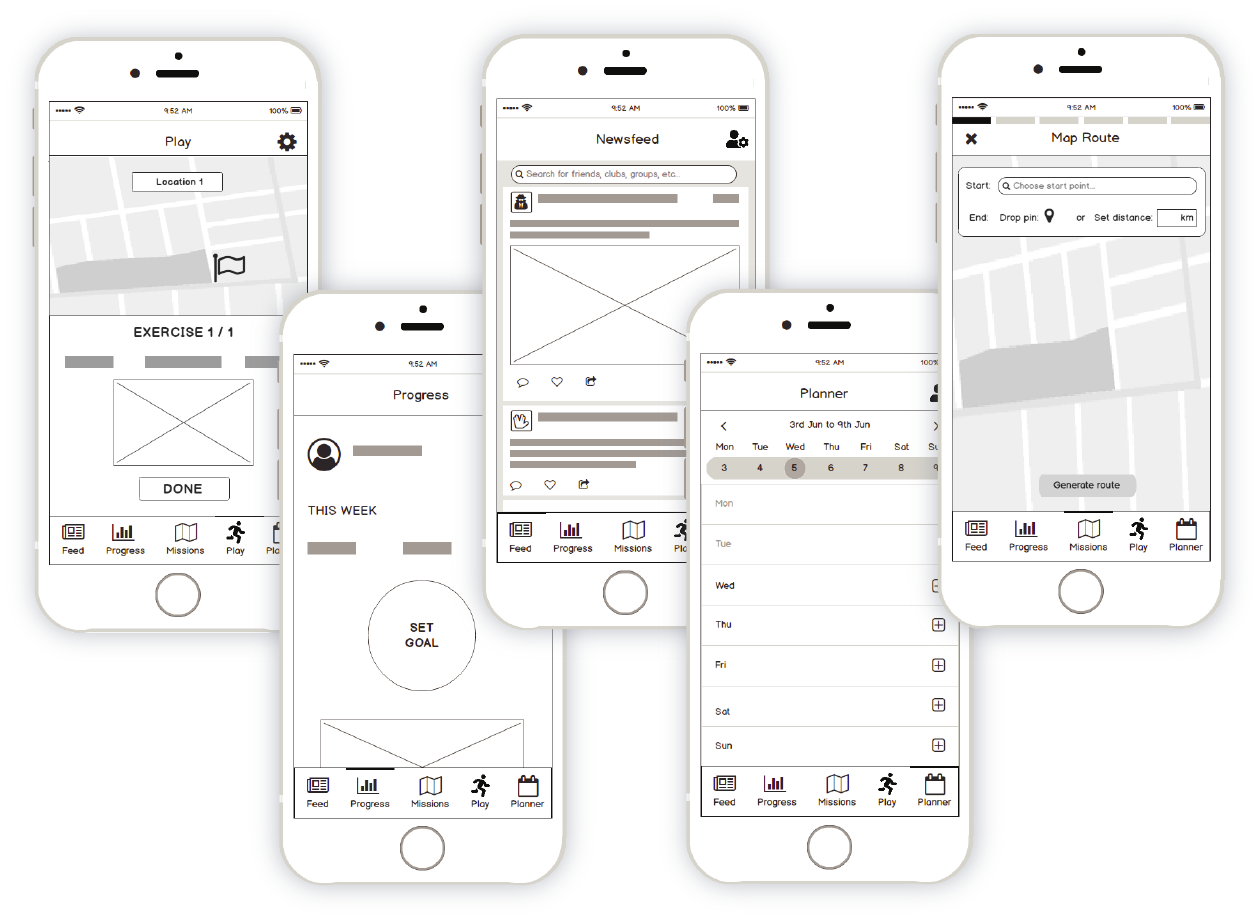 9:52 AM 100%
Play
Location 1
EXERCISE 1 / 1
DONE
Feed Progress Missions Play
9:52 AM
Progress
THIS WEEK
SET
GOAL
Feed Progress Missions Play Planner
9:52 AM 100%
Newsfeed
Search for friends, clubs, groups, etc..
Feed Progress Missions
9:52 AM 100%
Planner
3rd Jun to 9th Jun
Mon Tue Wed Thu Fri Sat
3 4 5 6 7 8 9
Mon
Tue
Wed
Thu
Fri
Sat
Sun
Feed Progress Missions Play Planner
9:52 AM 100%
Map Route
Start: Choose start point...
End: Drop pin: or Set distance: km
Generate route
Feed Progress Missions Play Planner